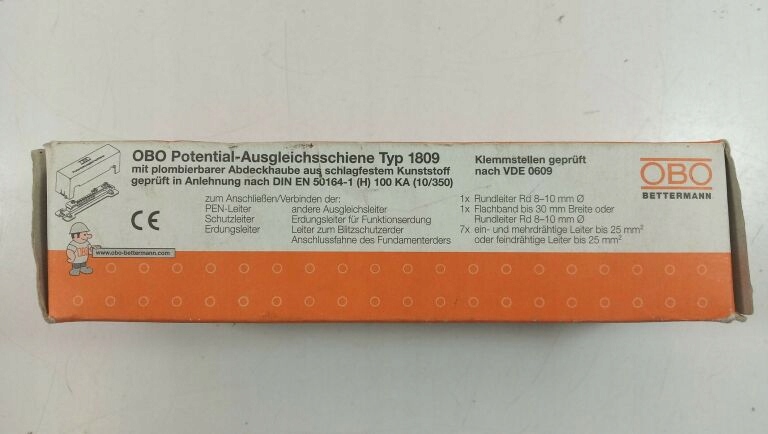 OBO Potential-Ausgleichsschiene Typ 1809
mit plombierbarer Abdeckhaube aus schlagfestem Kunststoff
geprüft in Anlehnung nach DIN EN 50164-1 (H) 100 KA (10/350)
Klemmstellen geprüft
nach VDE 0609
OBO
BETTERMANN
CE
zum Anschließen/Verbinden der:
PEN-Leiter andere Ausgleichsleiter
Schutzleiter Erdungsleiter für Funktionserdung
Erdungsleiter Leiter zum Blitzschutzerder
Anschlussfahne des Fundamenterders
1x Rundleiter Rd 8–10 mm Ø
1x Flachband bis 30 mm Breite oder
Rundleiter Rd 8–10 mm Ø
7x ein- und mehrdrähtige Leiter bis 25 mm²
oder feindrähtige Leiter bis 25 mm²
OBO
www.obo-bettermann.com